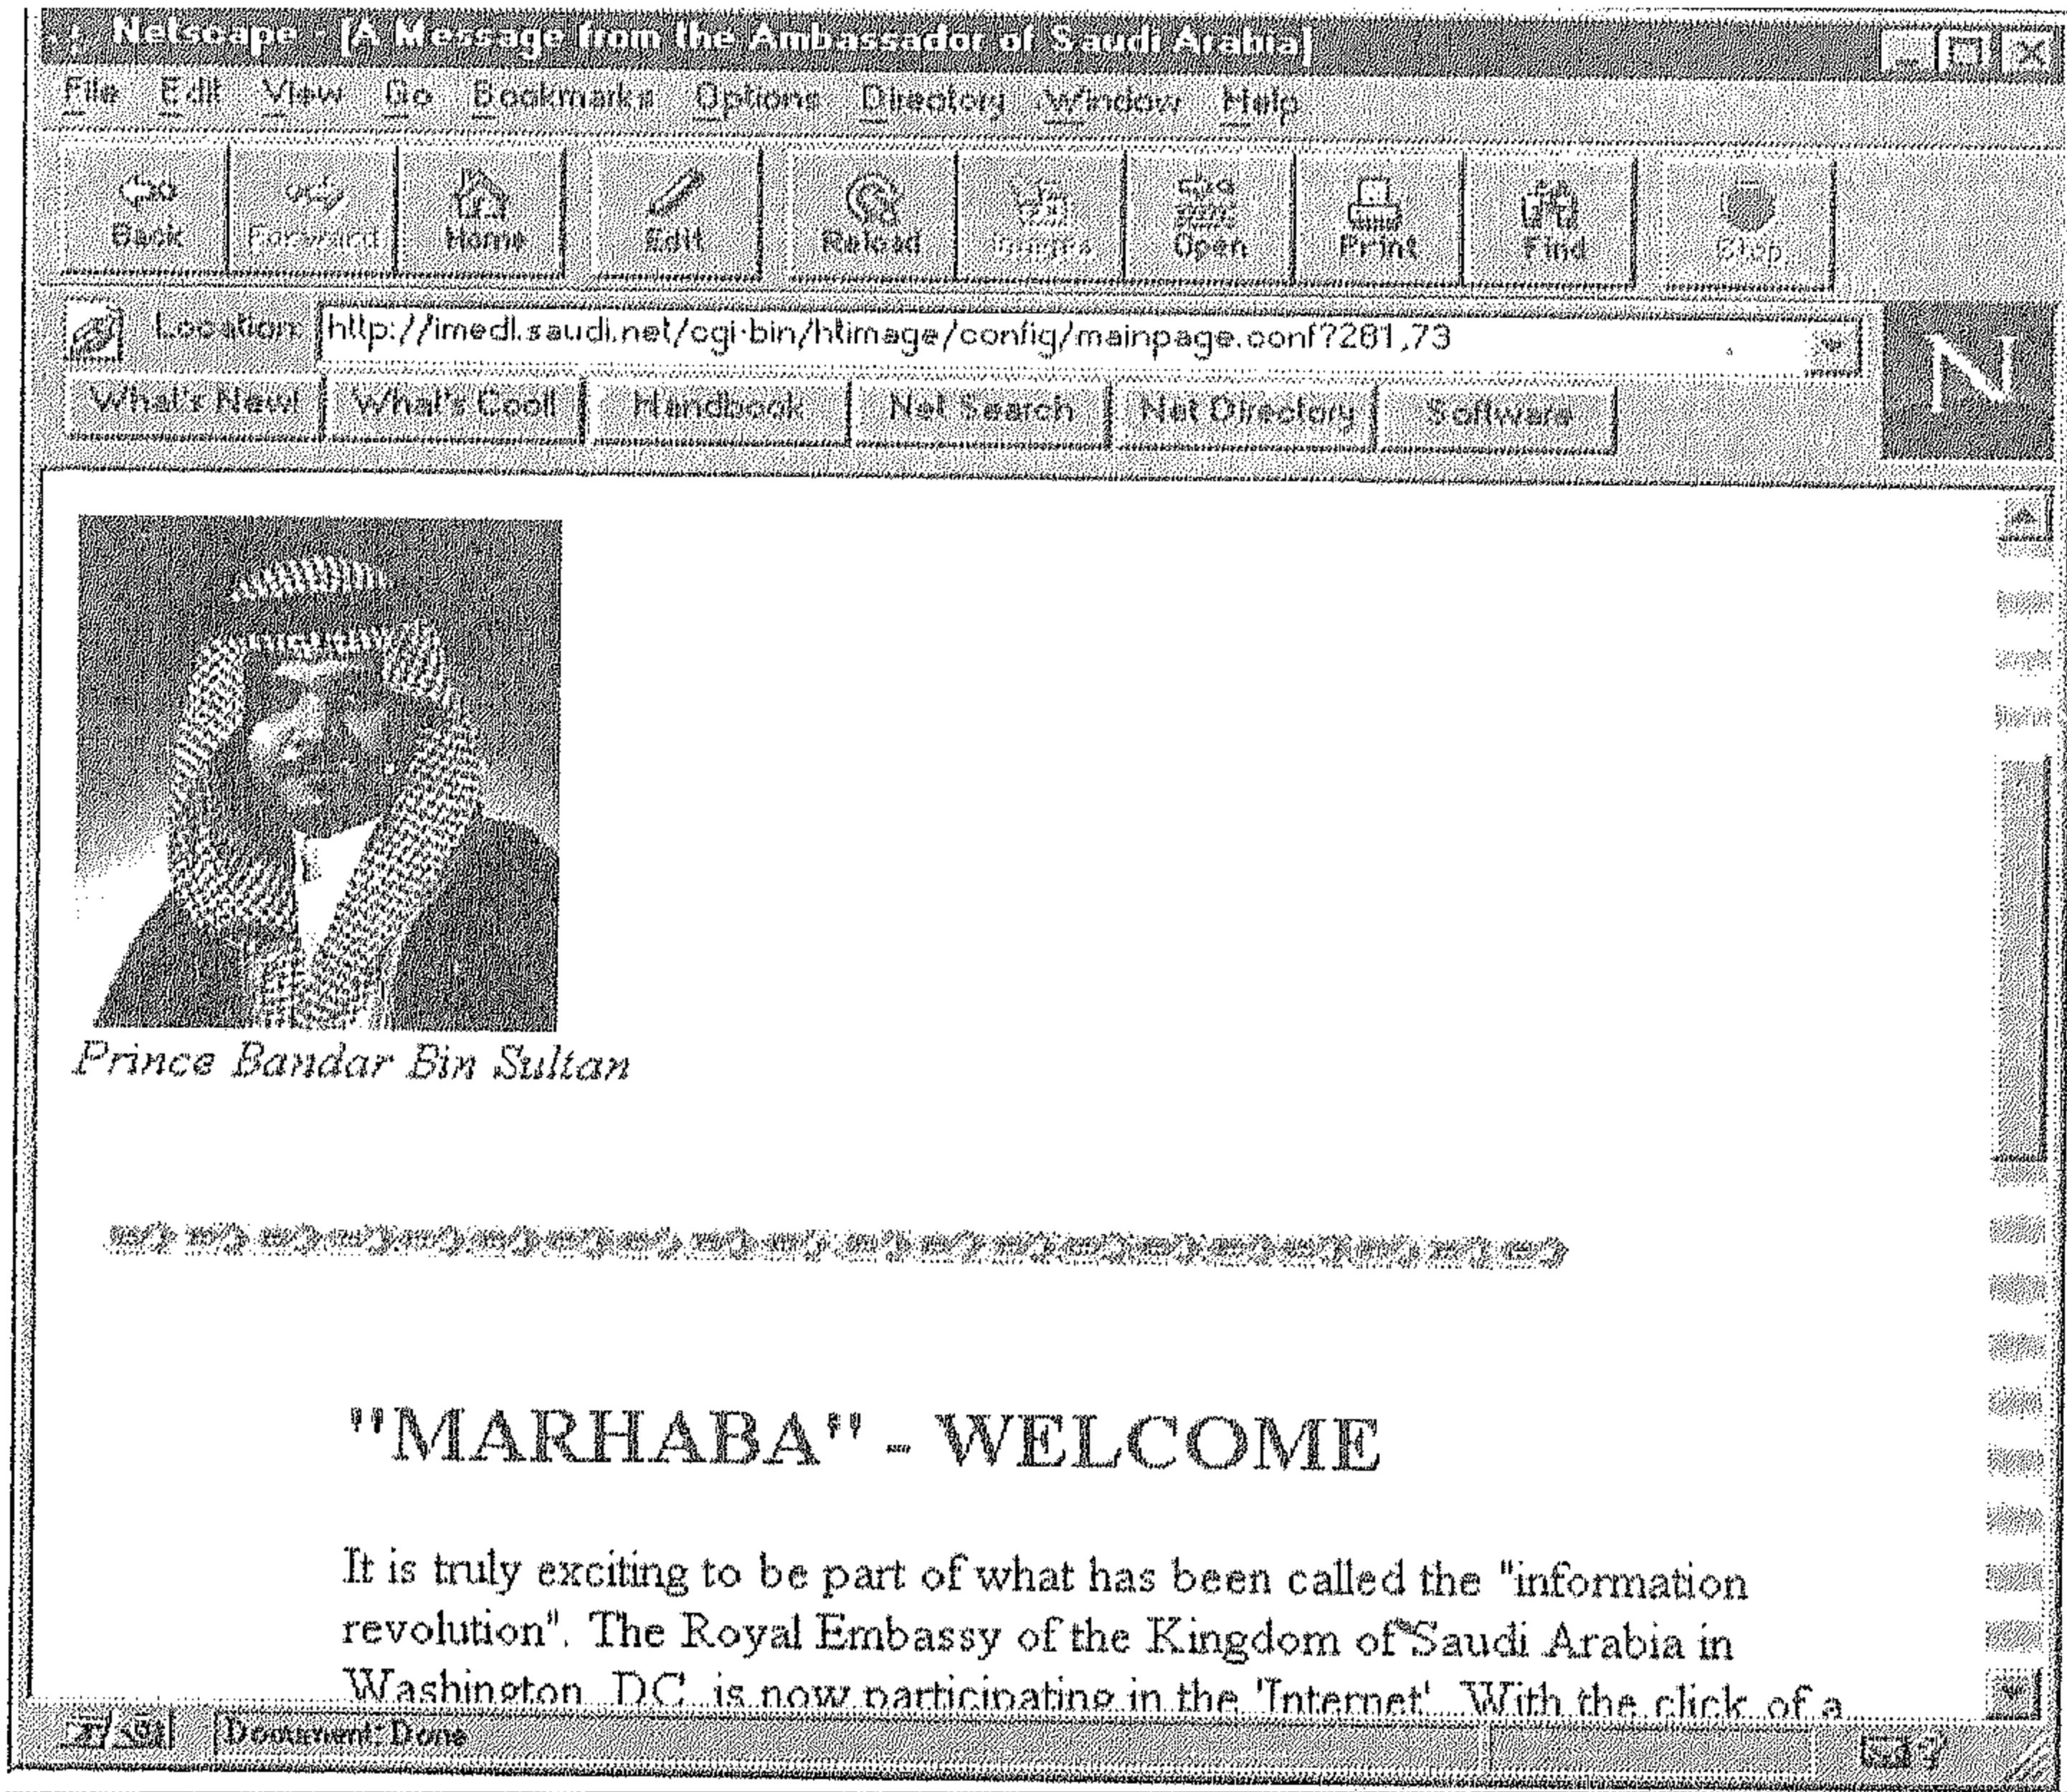 Netscape - [A Message from the Ambassador of Saudi Arabia]
File Edit View Go Bookmarks Options Directory Window Help
Back Forward Home Edit Reload Images Open Print Find Stop
Location: http://imedl.saudi.net/cgi-bin/htimage/config/mainpage.conf?281,73
N
What's New! What's Cool! Handbook Net Search Net Directory Software
Prince Bandar Bin Sultan
"MARHABA" - WELCOME
It is truly exciting to be part of what has been called the "information
revolution". The Royal Embassy of the Kingdom of Saudi Arabia in
Washington, DC, is now participating in the 'Internet'. With the click of a
Document: Done